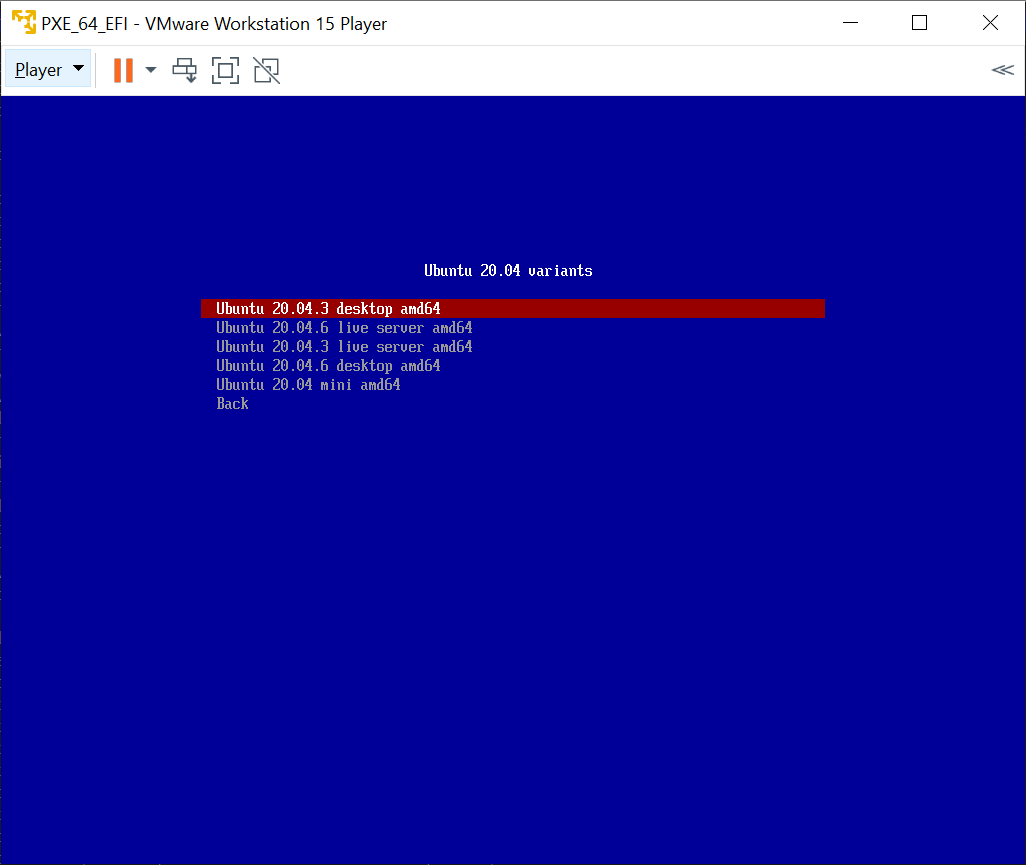 PXE_64_EFI - VMware Workstation 15 Player
Player
Ubuntu 20.04 variants
Ubuntu 20.04.3 desktop amd64
Ubuntu 20.04.6 live server amd64
Ubuntu 20.04.3 live server amd64
Ubuntu 20.04.6 desktop amd64
Ubuntu 20.04 mini amd64
Back